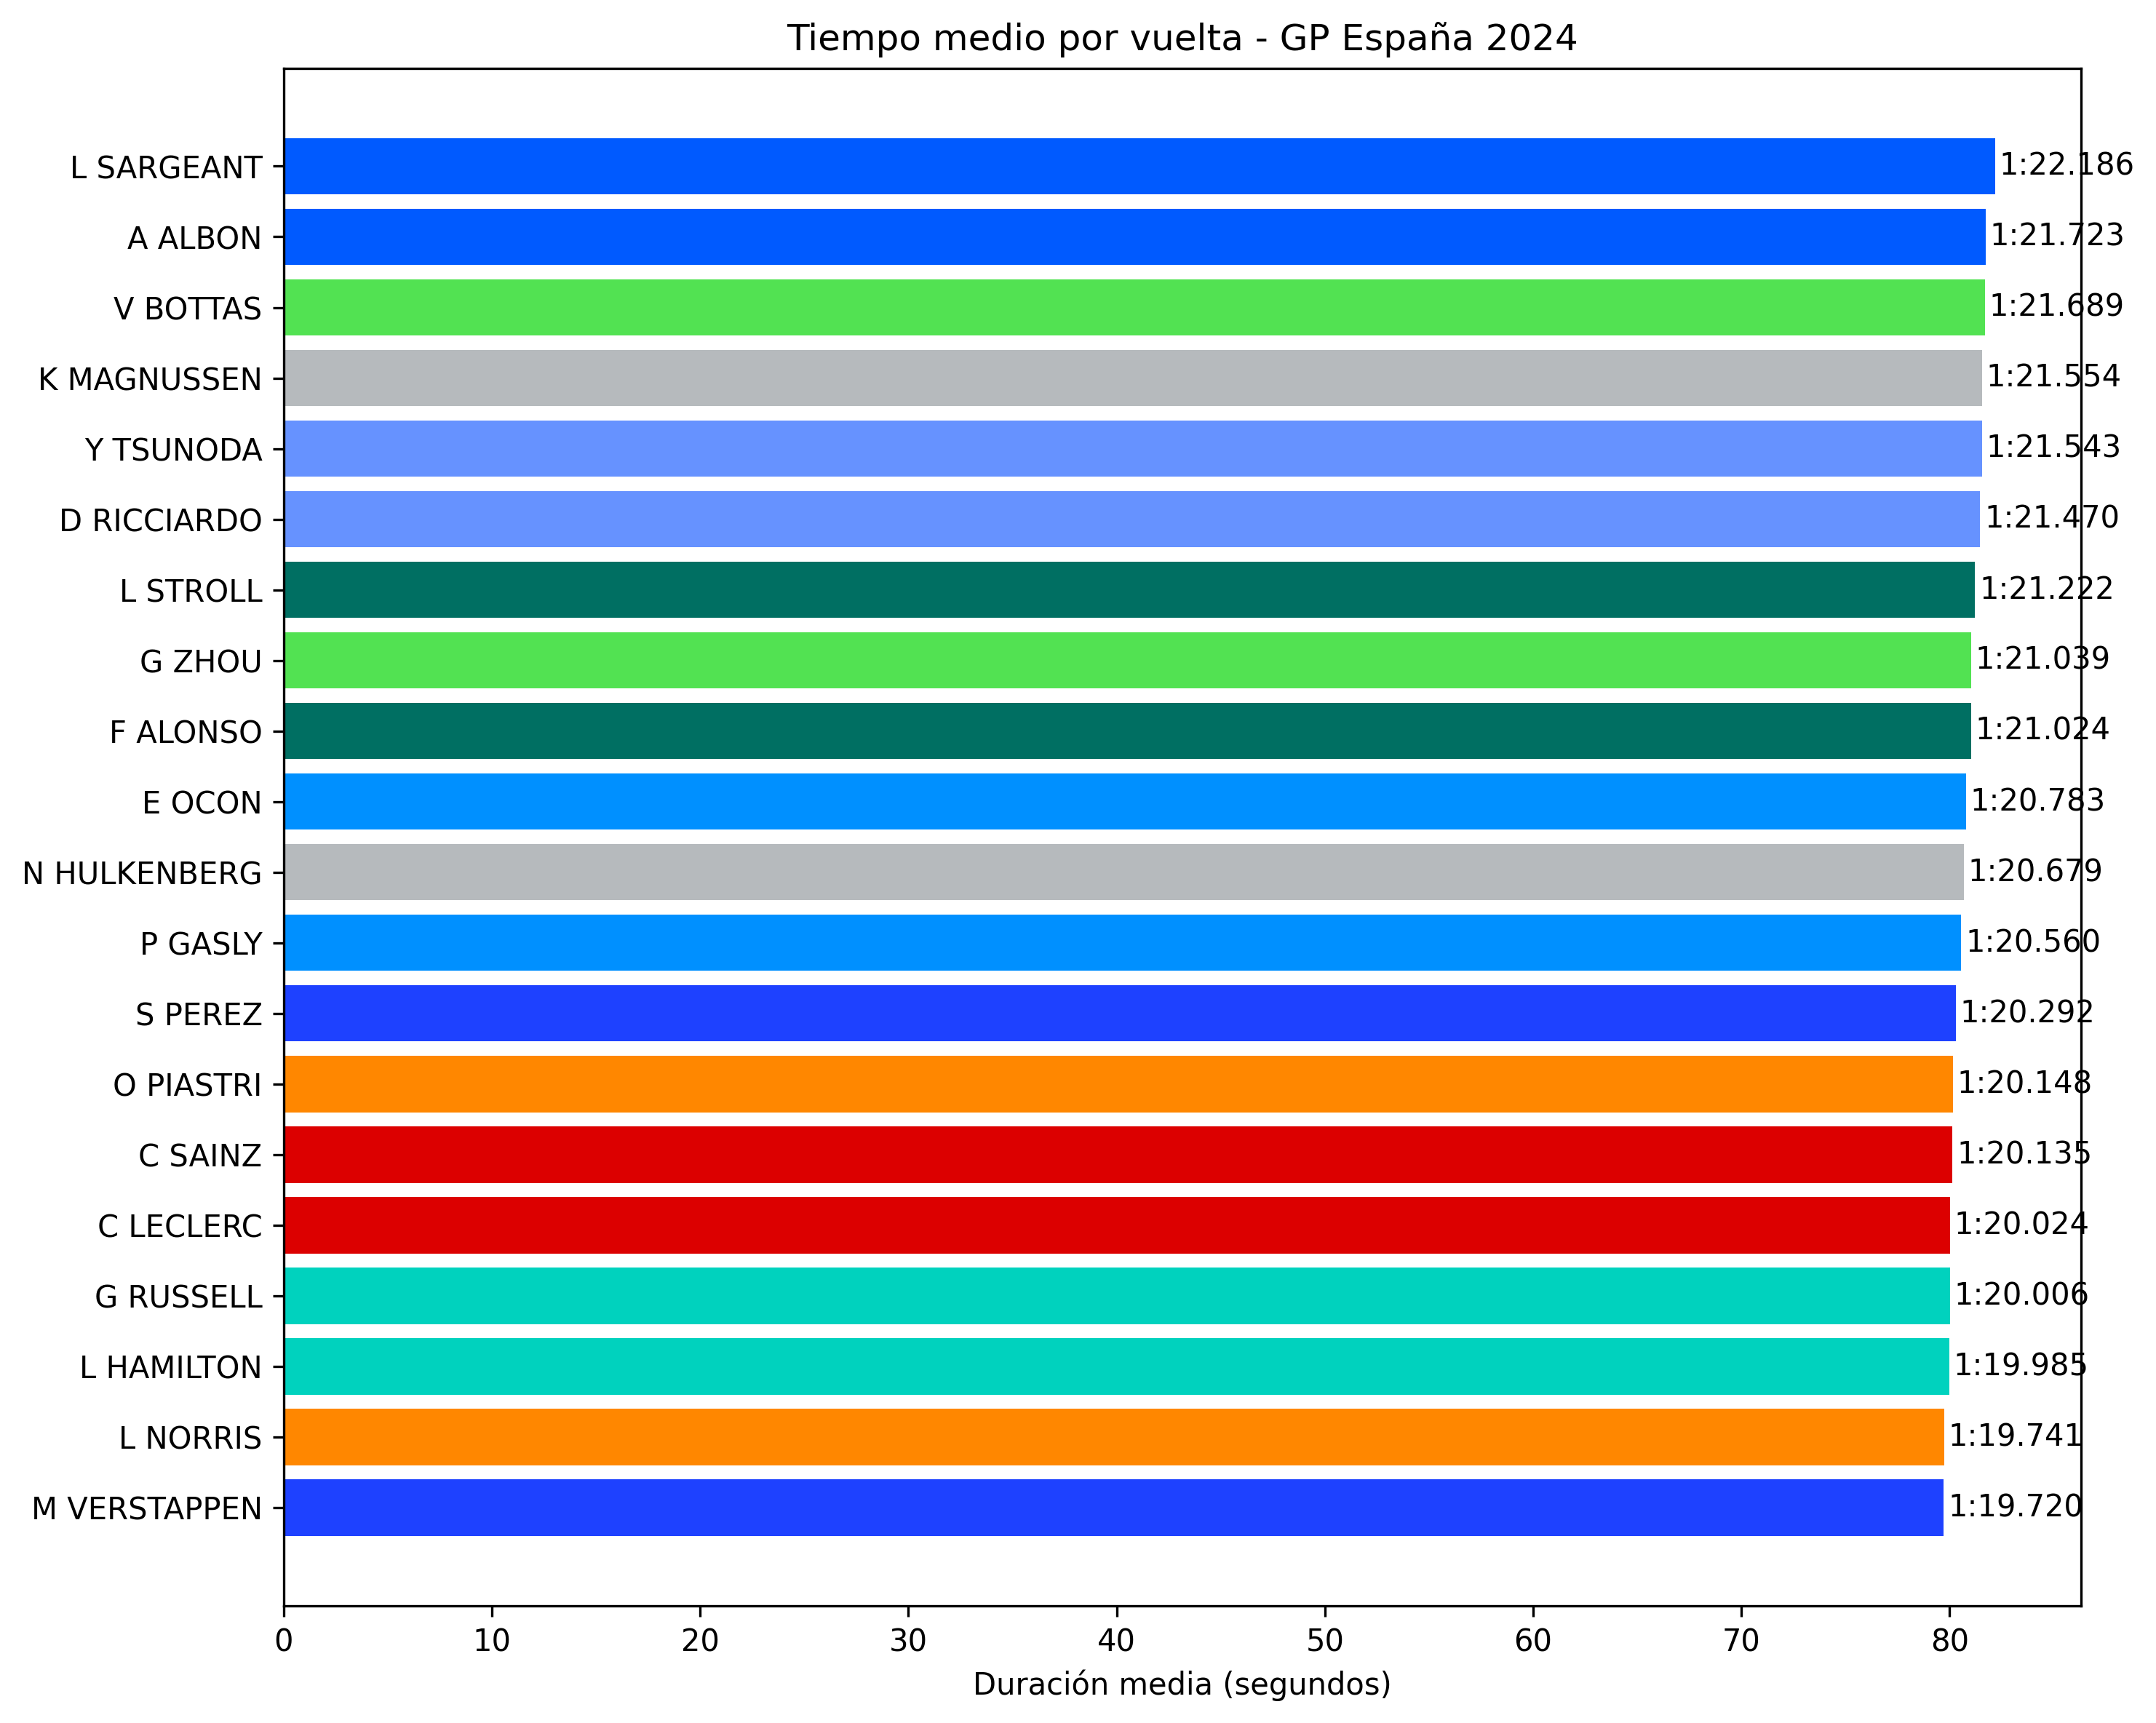 Tiempo medio por vuelta - GP España 2024
L SARGEANT 1:22.186
A ALBON 1:21.723
V BOTTAS 1:21.689
K MAGNUSSEN 1:21.554
Y TSUNODA 1:21.543
D RICCIARDO 1:21.470
L STROLL 1:21.222
G ZHOU 1:21.039
F ALONSO 1:21.024
E OCON 1:20.783
N HULKENBERG 1:20.679
P GASLY 1:20.560
S PEREZ 1:20.292
O PIASTRI 1:20.148
C SAINZ 1:20.135
C LECLERC 1:20.024
G RUSSELL 1:20.006
L HAMILTON 1:19.985
L NORRIS 1:19.741
M VERSTAPPEN 1:19.720
0 10 20 30 40 50 60 70 80
Duración media (segundos)